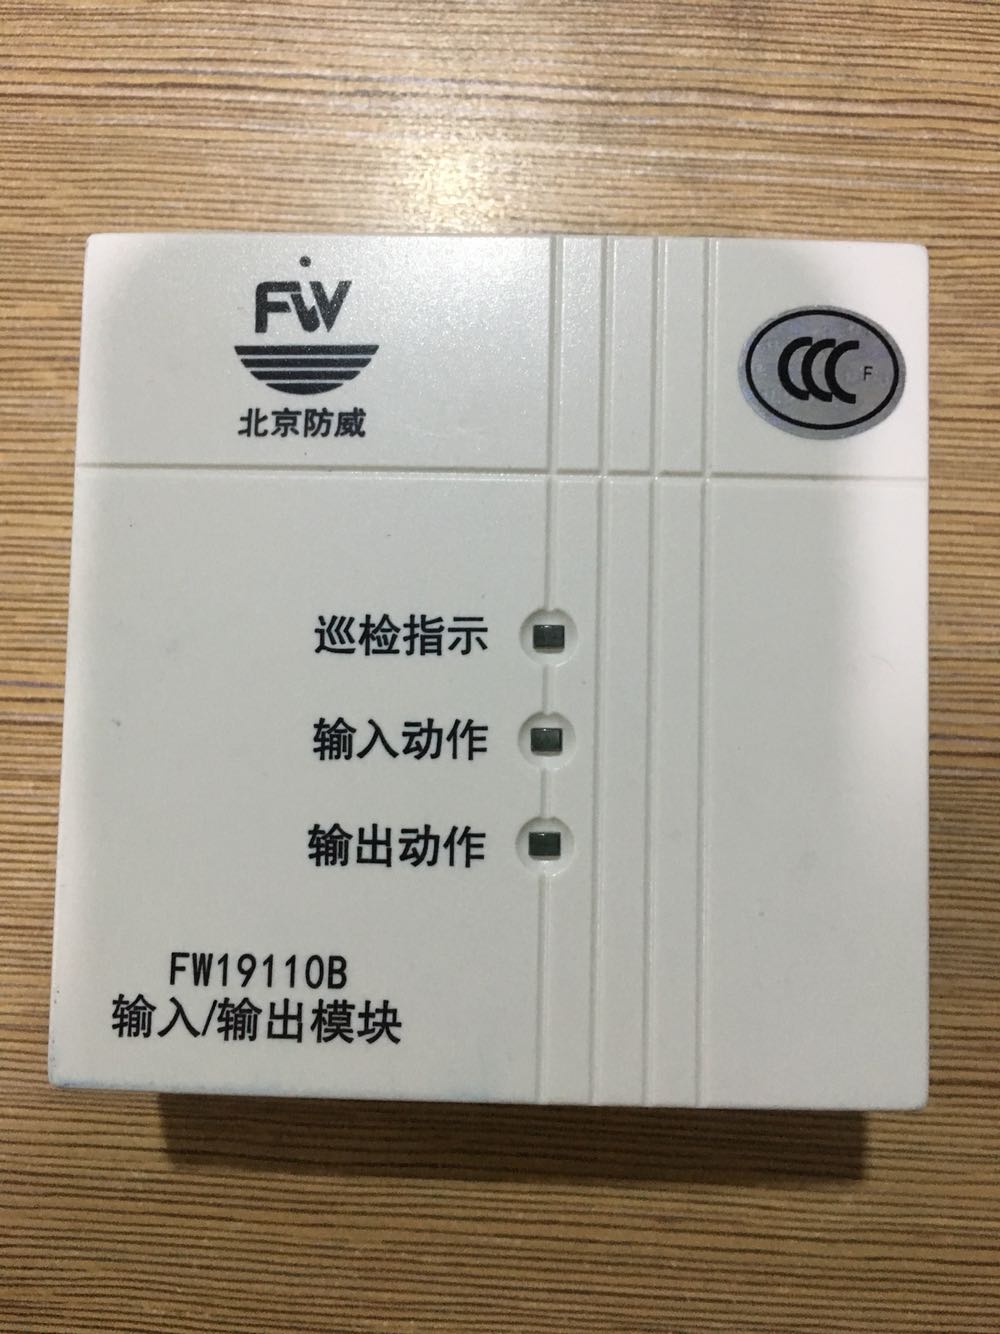 FW
北京防威
CCC F
巡检指示
输入动作
输出动作
FW19110B
输入/输出模块